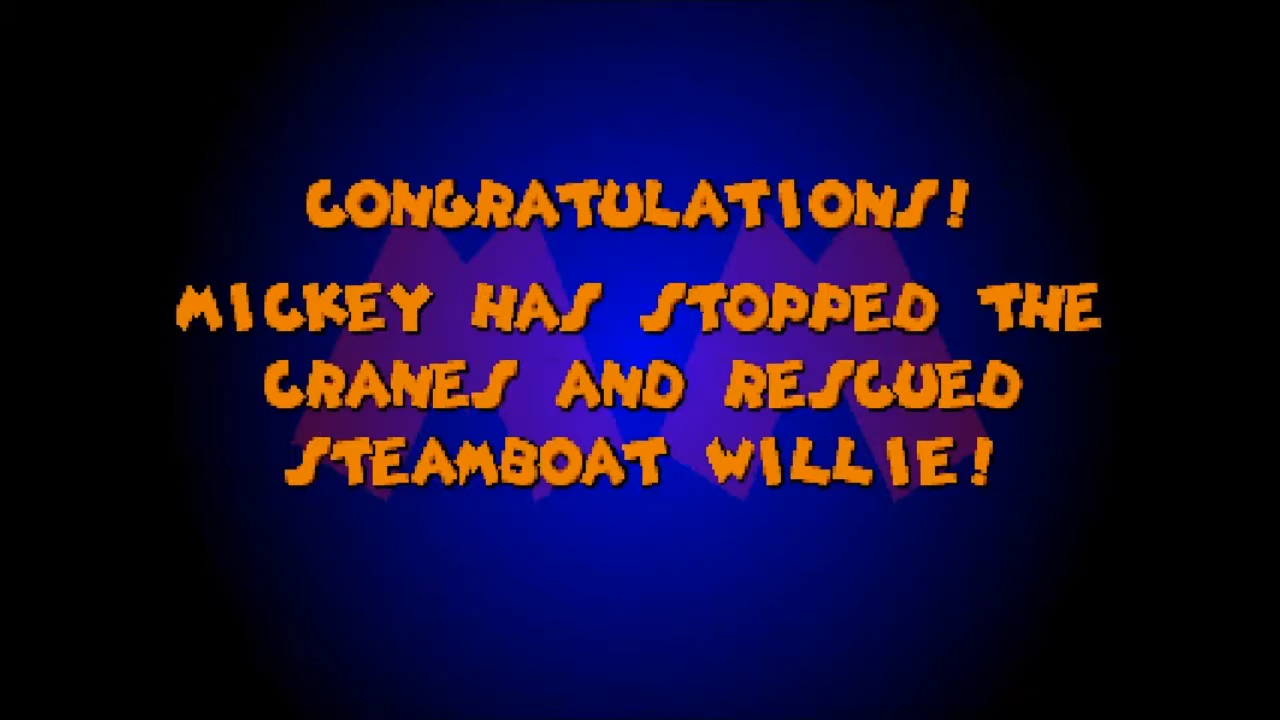 CONGRATULATIONS!
MICKEY HAS STOPPED THE
CRANES AND RESCUED
STEAMBOAT WILLIE!